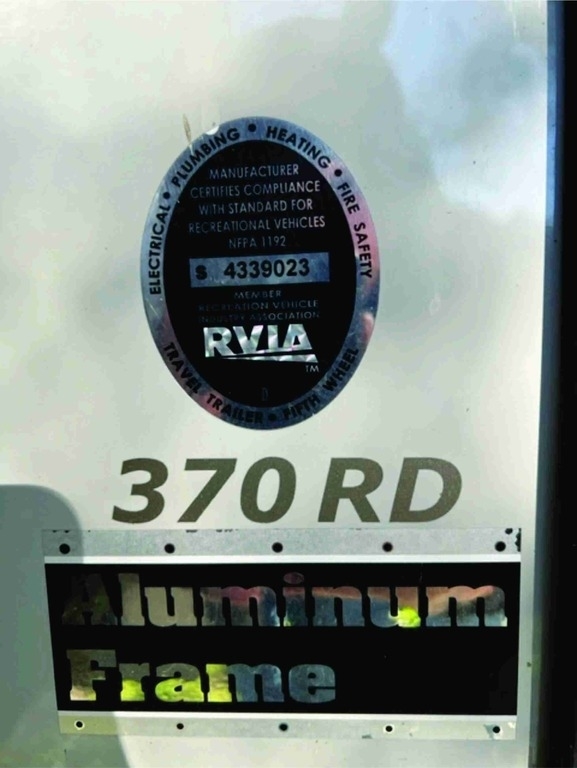 ELECTRICAL • PLUMBING • HEATING • FIRE SAFETY
MANUFACTURER
CERTIFIES COMPLIANCE
WITH STANDARD FOR
RECREATIONAL VEHICLES
NFPA 1192
S 4339023
MEMBER
RECREATION VEHICLE
INDUSTRY ASSOCIATION
RVIA
TM
D
TRAVEL TRAILER • FIFTH WHEEL
370 RD
Aluminum
Frame